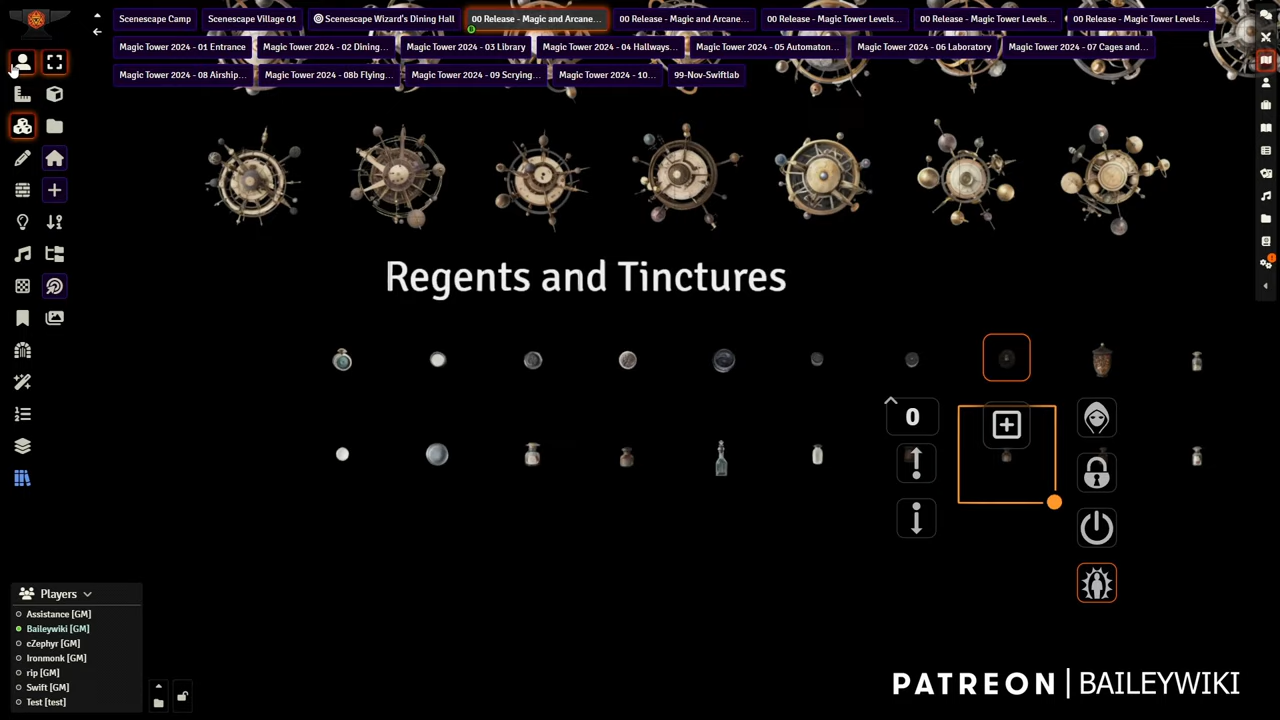 Scenescape Camp
Scenescape Village 01
Scenescape Wizard's Dining Hall
00 Release - Magic and Arcane...
00 Release - Magic and Arcane...
00 Release - Magic Tower Levels...
00 Release - Magic Tower Levels...
00 Release - Magic Tower Levels...
Magic Tower 2024 - 01 Entrance
Magic Tower 2024 - 02 Dining...
Magic Tower 2024 - 03 Library
Magic Tower 2024 - 04 Hallways...
Magic Tower 2024 - 05 Automaton...
Magic Tower 2024 - 06 Laboratory
Magic Tower 2024 - 07 Cages and...
Magic Tower 2024 - 08 Airship...
Magic Tower 2024 - 08b Flying...
Magic Tower 2024 - 09 Scrying...
Magic Tower 2024 - 10...
99-Nov-Swiftlab
Regents and Tinctures
0
Players
Assistance [GM]
Baileywiki [GM]
cZephyr [GM]
Ironmonk [GM]
rip [GM]
Swift [GM]
Test [test]
PATREON | BAILEYWIKI